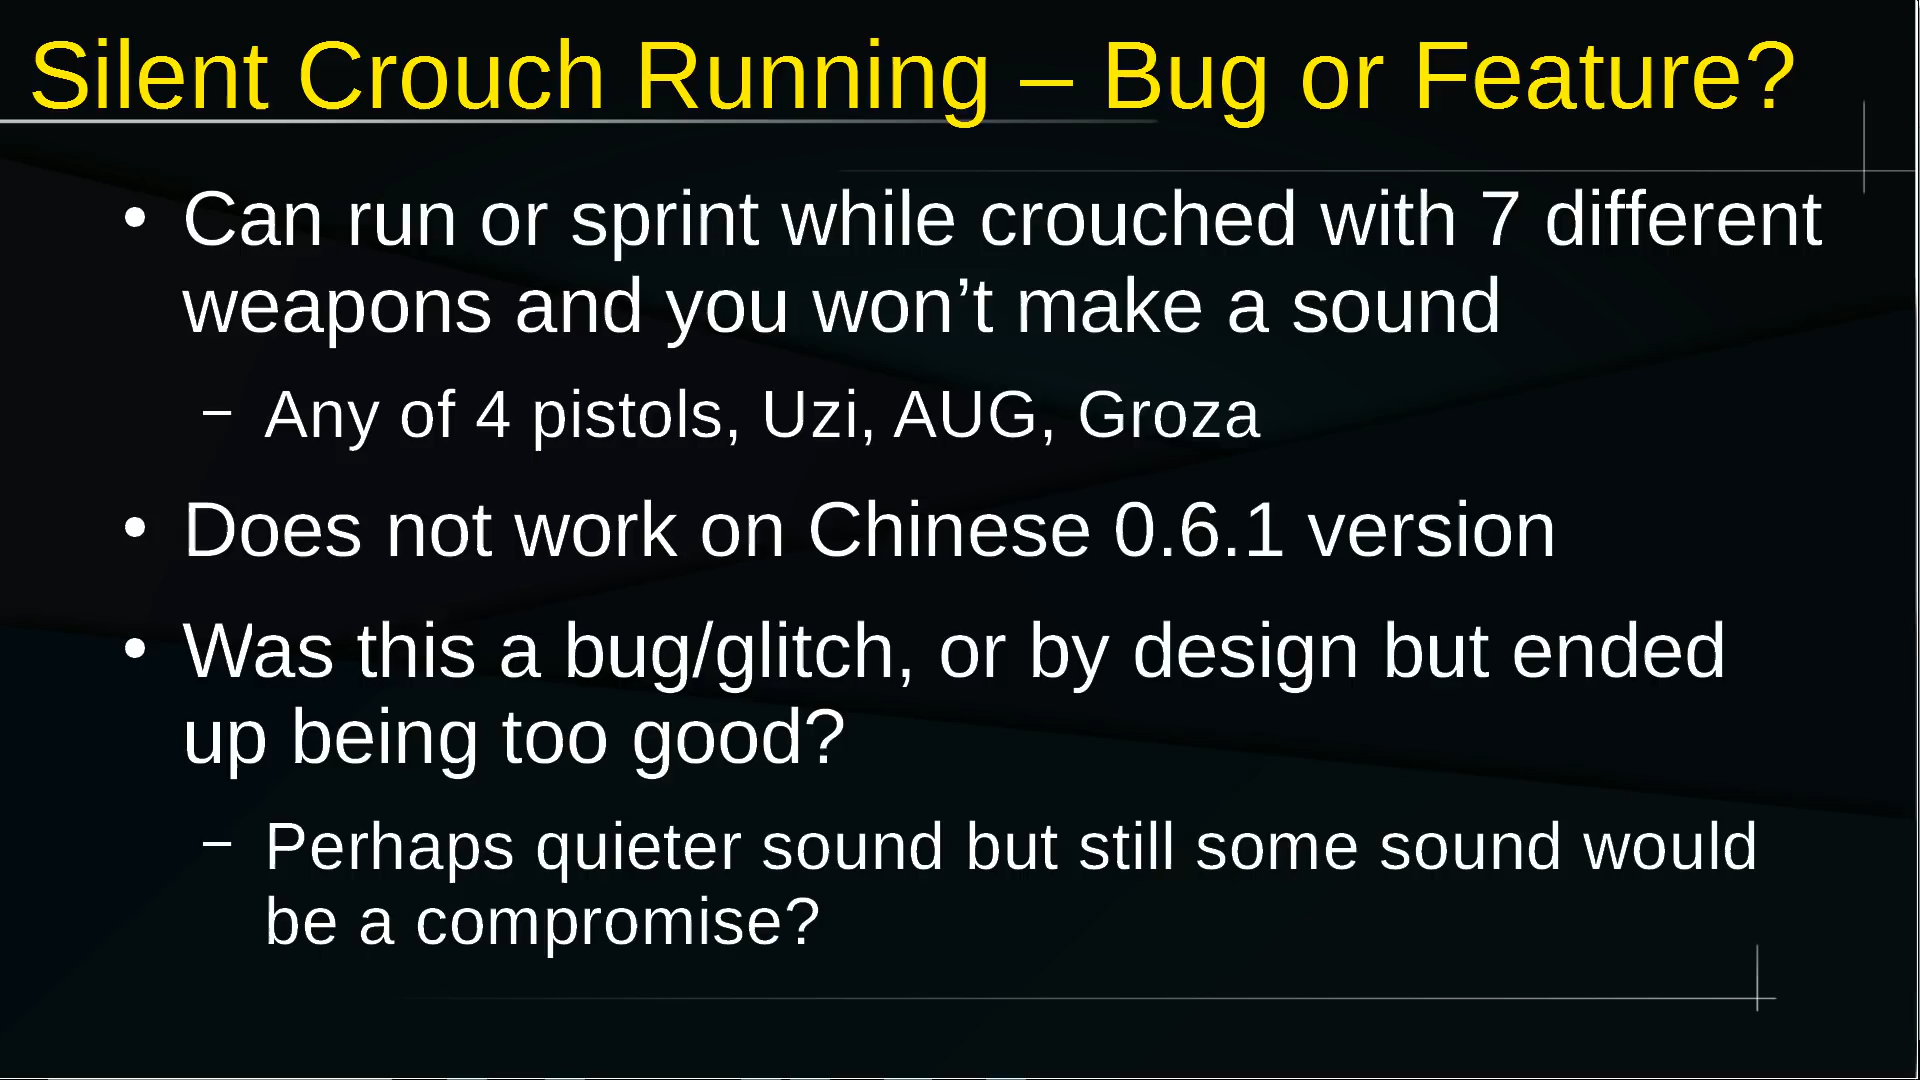 Silent Crouch Running – Bug or Feature?
• Can run or sprint while crouched with 7 different
weapons and you won’t make a sound
– Any of 4 pistols, Uzi, AUG, Groza
• Does not work on Chinese 0.6.1 version
• Was this a bug/glitch, or by design but ended
up being too good?
– Perhaps quieter sound but still some sound would
be a compromise?